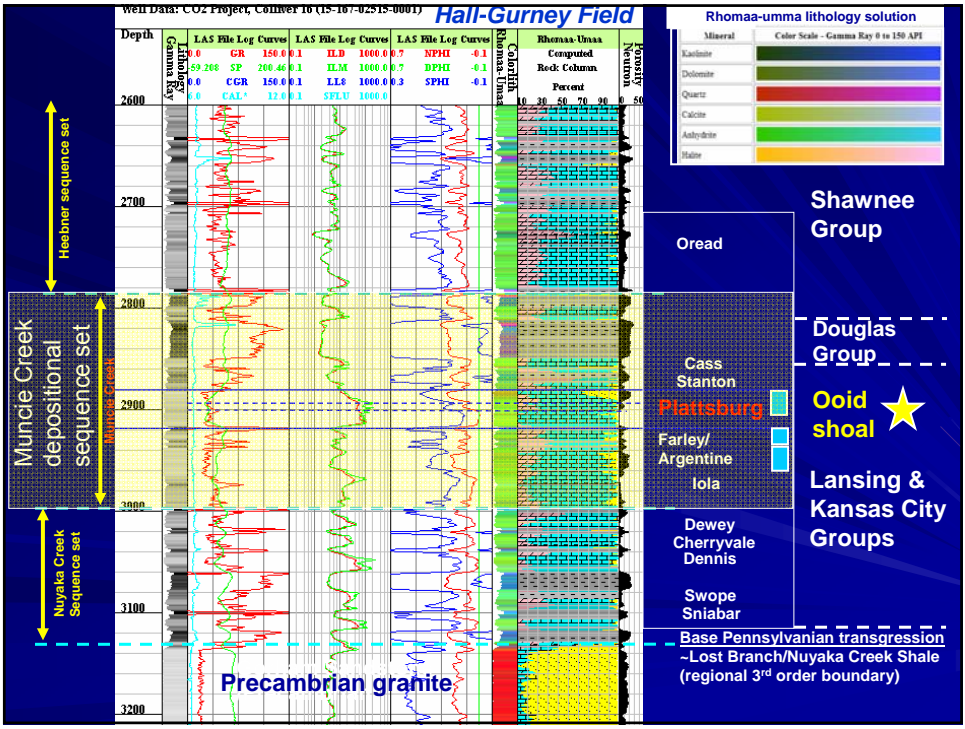 Well Data: CO2 Project, Colliver 16 (15-167-02515-0001)
Hall-Gurney Field
Rhomaa-umma lithology solution
Mineral Color Scale - Gamma Ray 0 to 150 API
Kaolinite
Dolomite
Quartz
Calcite
Anhydrite
Halite
Depth
Lithology
Gamma Ray
LAS File Log Curves LAS File Log Curves LAS File Log Curves
0.0 GR 150.0 0.1 ILD 1000.0 0.7 NPHI -0.1
-59.208 SP 200.46 0.1 ILM 1000.0 0.7 DPHI -0.1
0.0 CGR 150.0 0.1 LL8 1000.0 0.3 SPHI -0.1
6.0 CAL* 12.0 0.1 SFLU 1000.0
Colorlith
Rhomaa-Umaa
Rhomaa-Umaa
Computed
Rock Column
Percent
10 30 50 70 90
Porosity
Neutron
0 50
2600
2700
2800
2900
3000
3100
3200
Heebner sequence set
Muncie Creek
depositional
sequence set
Muncie Creek
Nuyaka Creek
Sequence set
Precambrian granite
Oread
Cass
Stanton
Plattsburg
Farley/
Argentine
Iola
Dewey
Cherryvale
Dennis
Swope
Sniabar
Shawnee
Group
Douglas
Group
Ooid
shoal
Lansing &
Kansas City
Groups
Base Pennsylvanian transgression
~Lost Branch/Nuyaka Creek Shale
(regional 3rd order boundary)